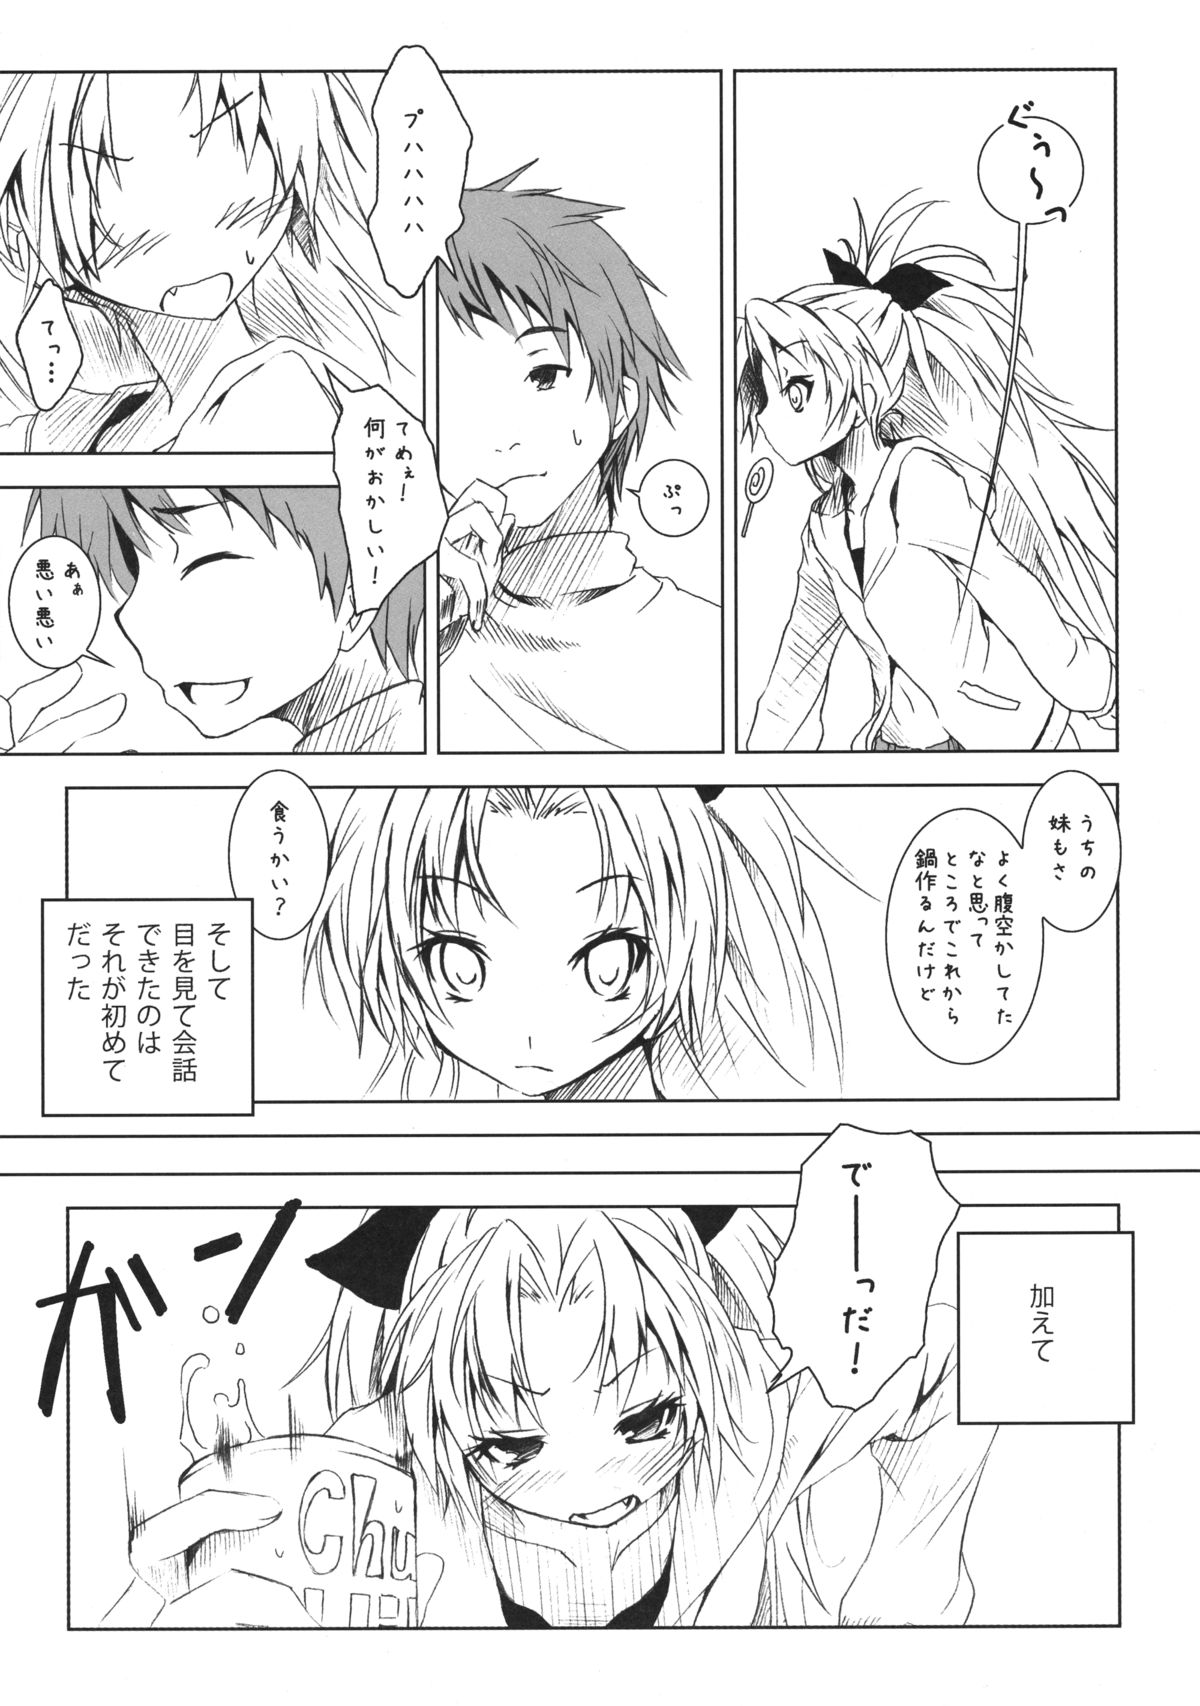 ぐぅ〜っ
ぷっ
プハハハハ
てっ…
てめぇ!
何がおかしい!
あぁ
悪い悪い
うちの
妹もさ
よく腹空かしてた
なと思って
ところでこれから
鍋作るんだけど
食うかい?
そして
目を見て会話
できたのは
それが初めて
だった
加えて
でーっだ!
ガン
Chu